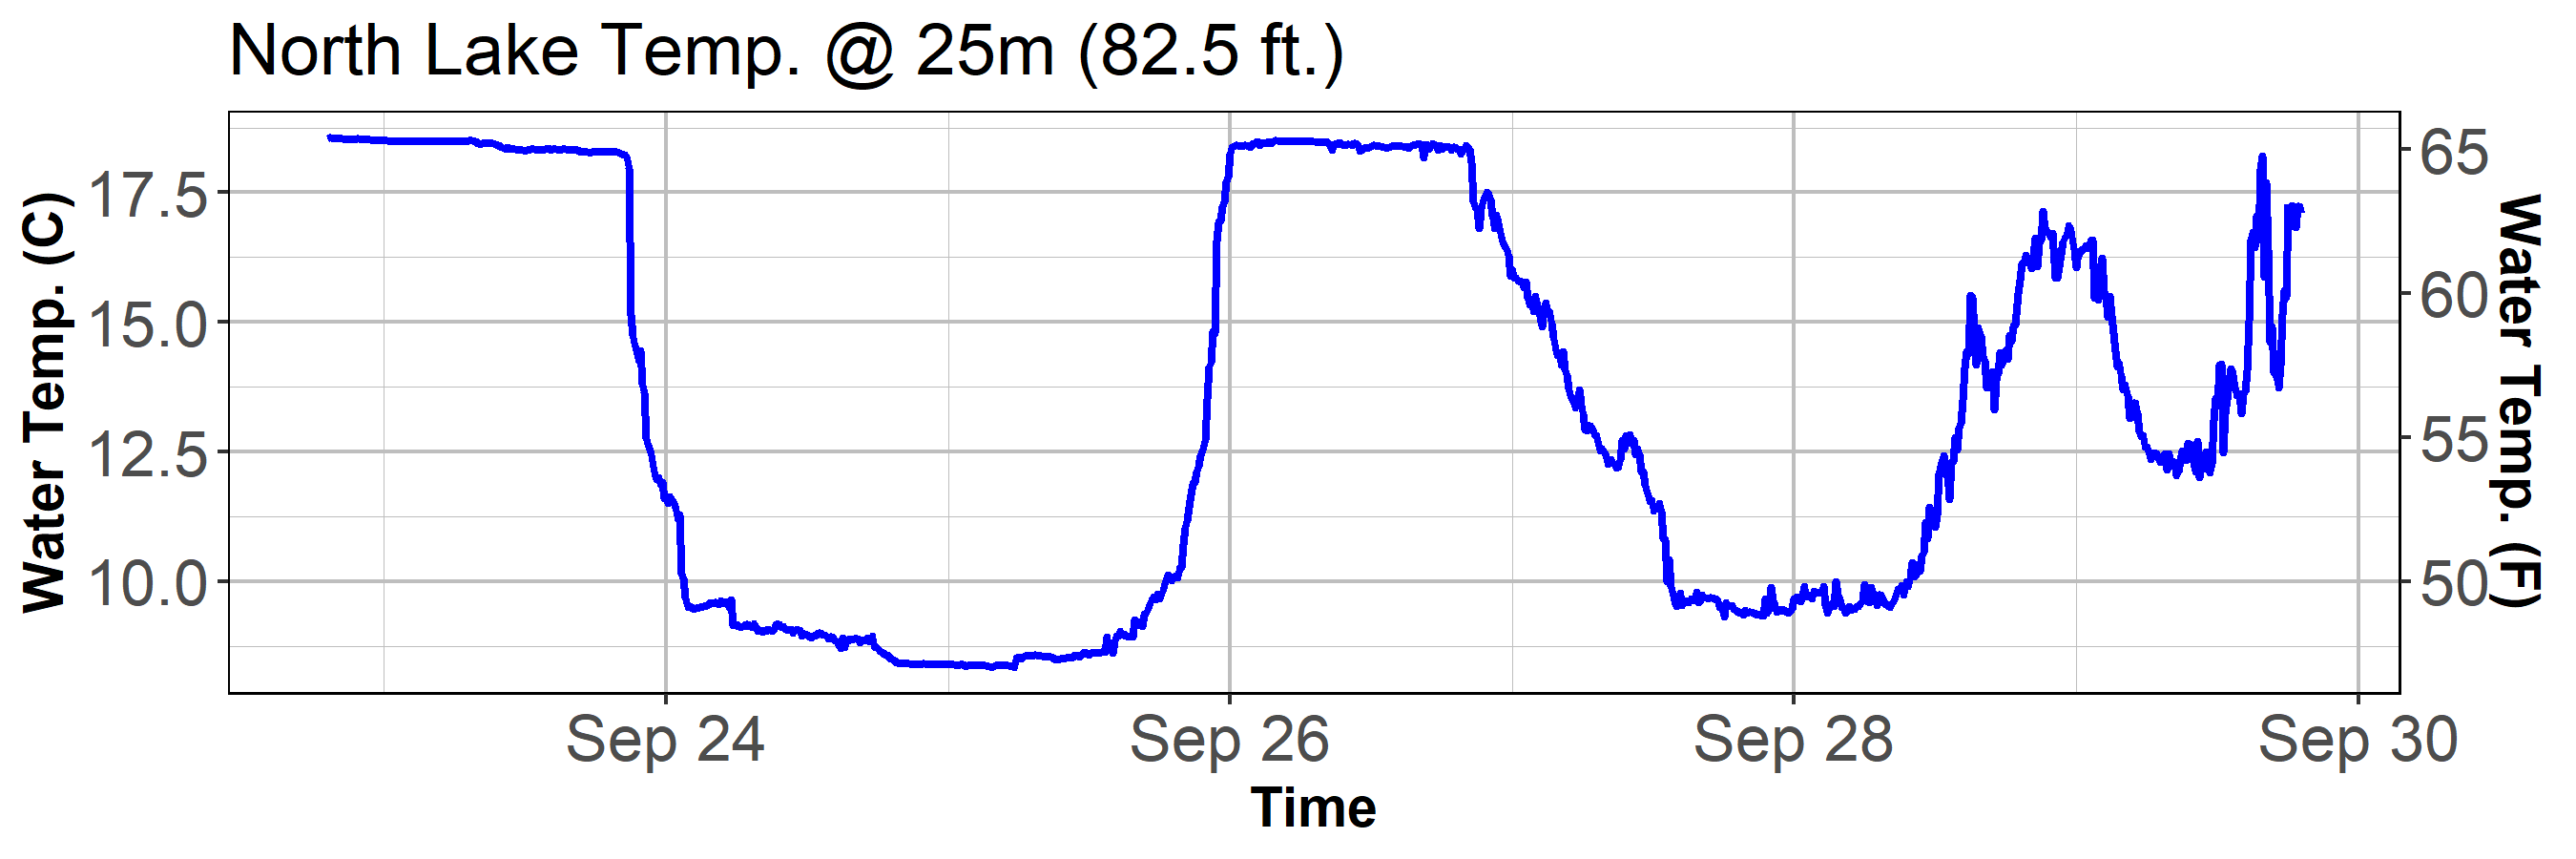 North Lake Temp. @ 25m (82.5 ft.)
Water Temp. (C)
17.5
15.0
12.5
10.0
65
60
55
50
Water Temp. (F)
Sep 24
Sep 26
Sep 28
Sep 30
Time